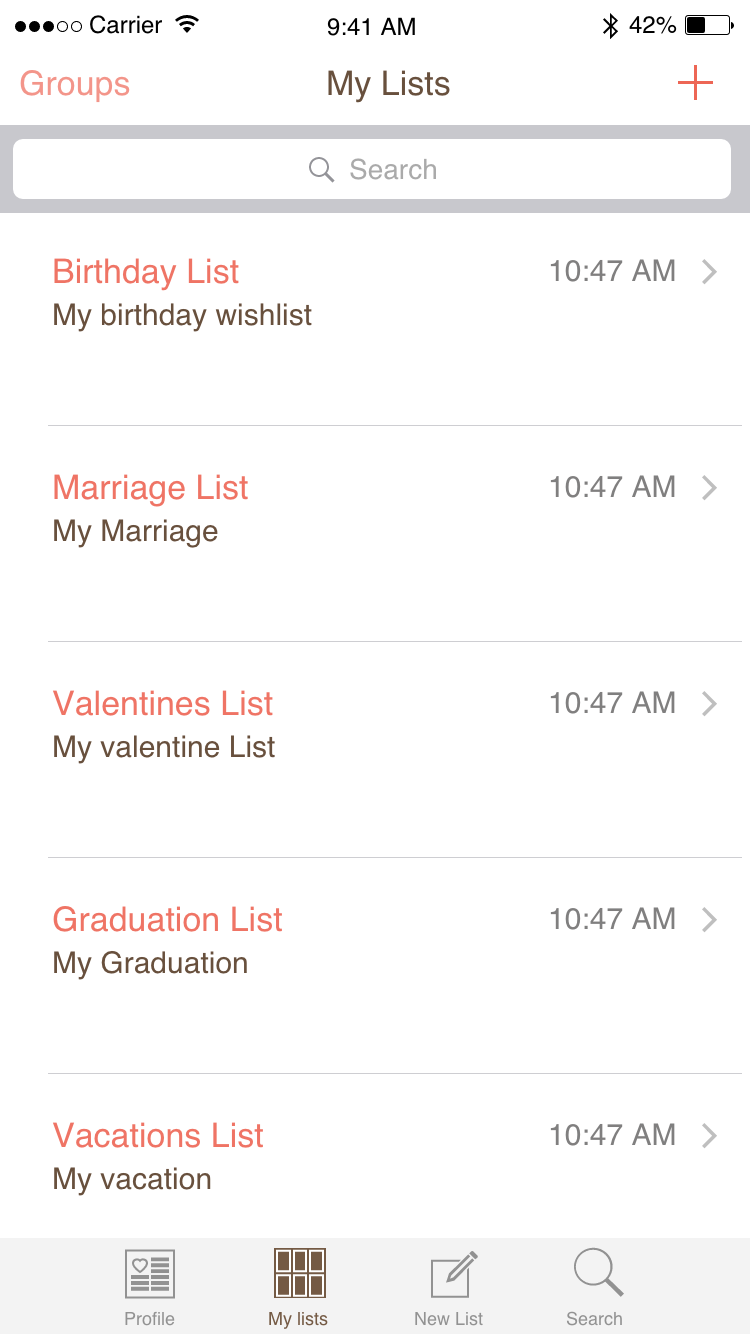 Carrier 9:41 AM 42%
Groups My Lists
Search
Birthday List 10:47 AM
My birthday wishlist
Marriage List 10:47 AM
My Marriage
Valentines List 10:47 AM
My valentine List
Graduation List 10:47 AM
My Graduation
Vacations List 10:47 AM
My vacation
Profile My lists New List Search